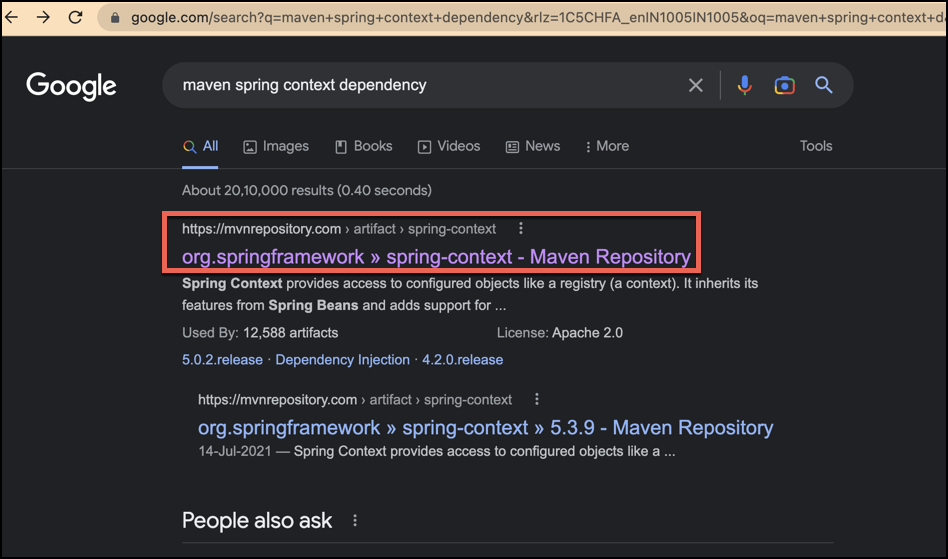 google.com/search?q=maven+spring+context+dependency&rlz=1C5CHFA_enIN1005IN1005&oq=maven+spring+context+d
Google
maven spring context dependency
All Images Books Videos News More Tools
About 20,10,000 results (0.40 seconds)
https://mvnrepository.com › artifact › spring-context
org.springframework » spring-context - Maven Repository
Spring Context provides access to configured objects like a registry (a context). It inherits its
features from Spring Beans and adds support for ...
Used By: 12,588 artifacts License: Apache 2.0
5.0.2.release · Dependency Injection · 4.2.0.release
https://mvnrepository.com › artifact › spring-context
org.springframework » spring-context » 5.3.9 - Maven Repository
14-Jul-2021 — Spring Context provides access to configured objects like a ...
People also ask